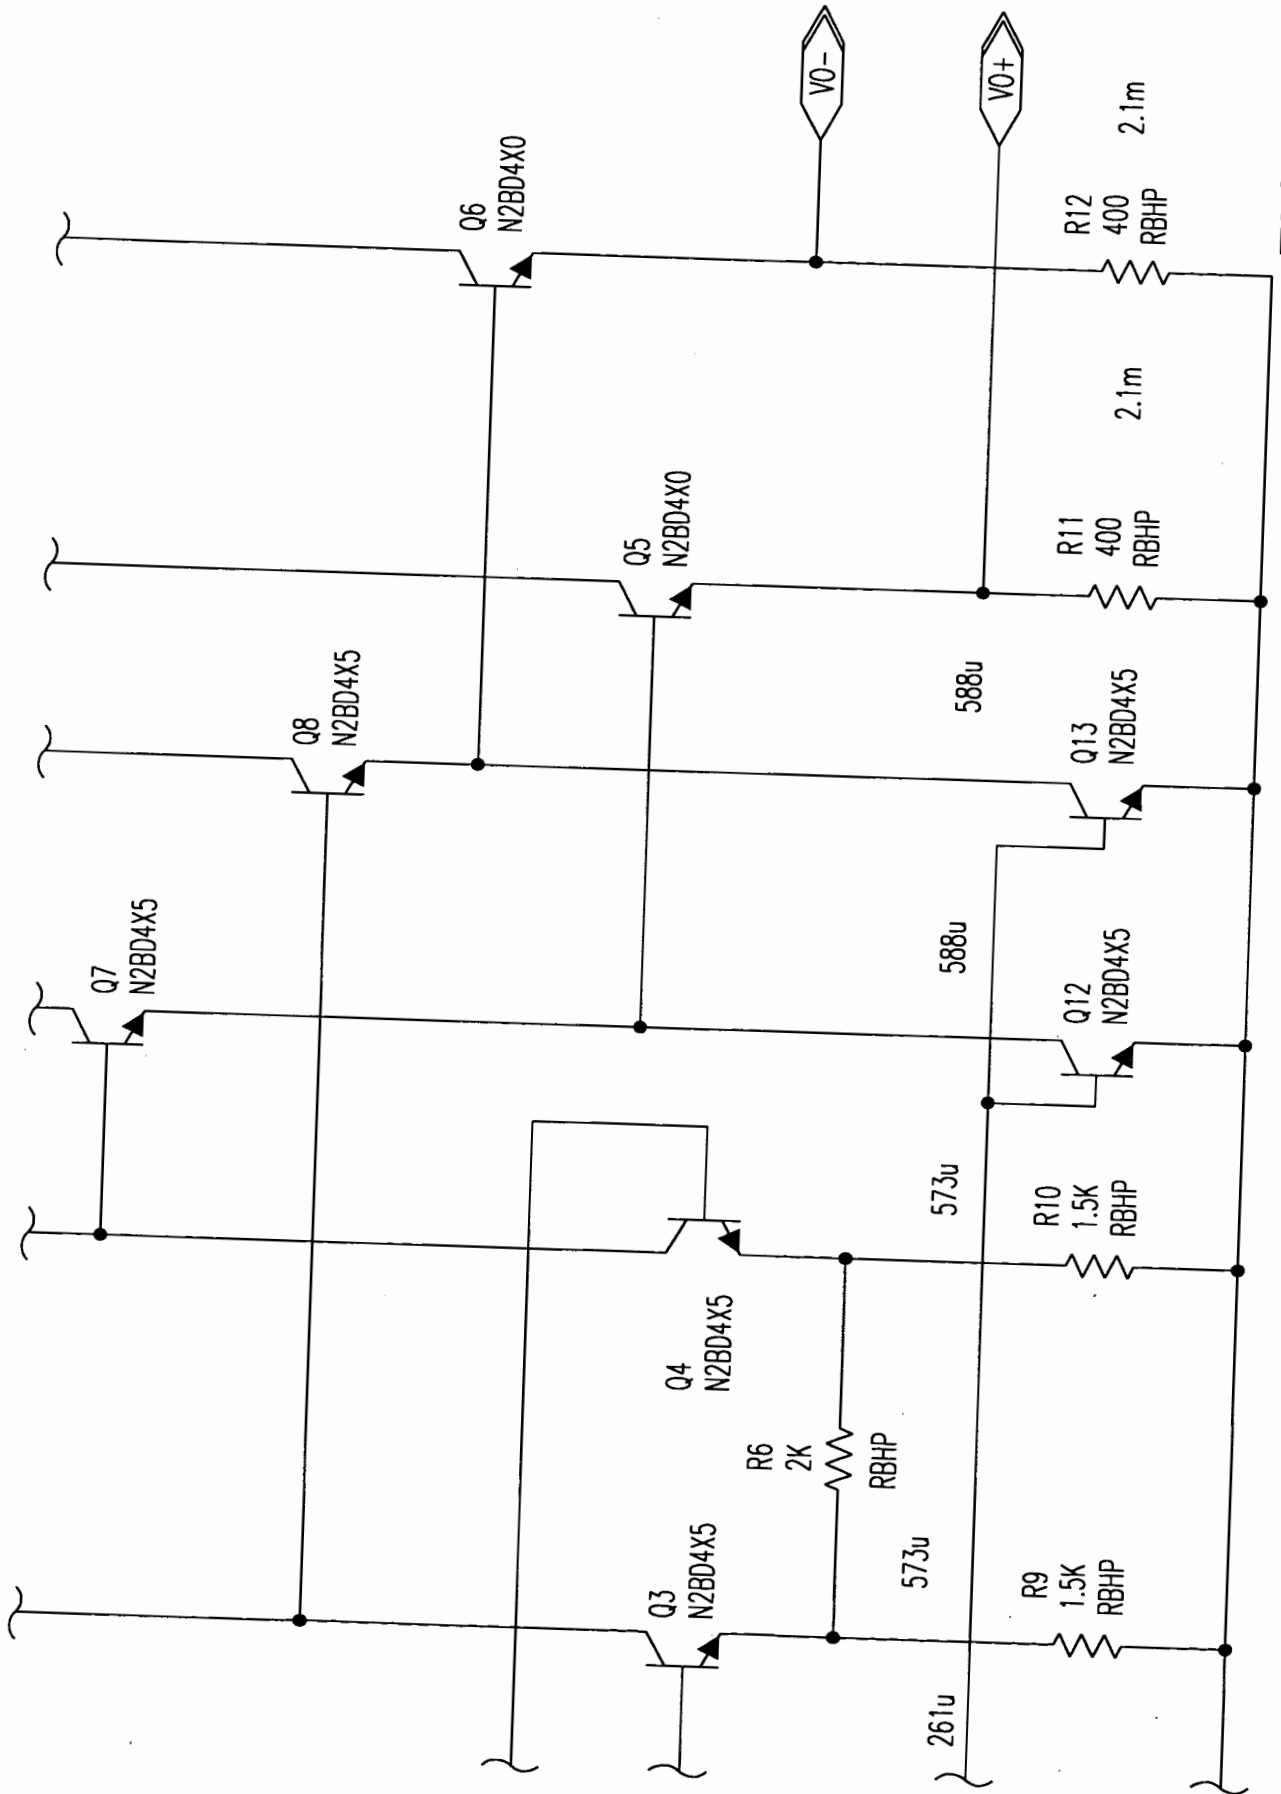 Q7
N2BD4X5
Q8
N2BD4X5
Q6
N2BD4X0
Q5
N2BD4X0
VO-
VO+
Q3
N2BD4X5
Q4
N2BD4X5
R6
2K
RBHP
261u
573u
573u
588u
588u
R9
1.5K
RBHP
R10
1.5K
RBHP
Q12
N2BD4X5
Q13
N2BD4X5
R11
400
RBHP
2.1m
R12
400
RBHP
2.1m